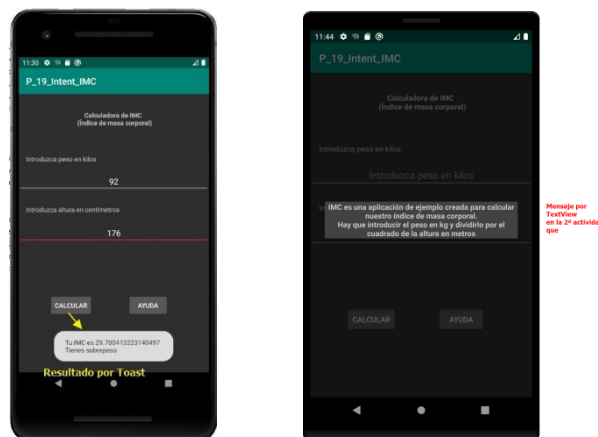 11:30
P_19_Intent_IMC
Calculadora de IMC
(Índice de masa corporal)
Introduzca peso en kilos
92
Introduzca altura en centímetros
176
CALCULAR AYUDA
Tu IMC es 29.700413223140497
Tienes sobrepeso
Resultado por Toast
11:44
P_19_Intent_IMC
Calculadora de IMC
(Índice de masa corporal)
Introduzca peso en kilos
Introduzca peso en kilos
IMC es una aplicación de ejemplo creada para calcular
nuestro índice de masa corporal.
Hay que introducir el peso en kg y dividirlo por el
cuadrado de la altura en metros
CALCULAR AYUDA
Mensaje por
TextView
en la 2ª activida
que